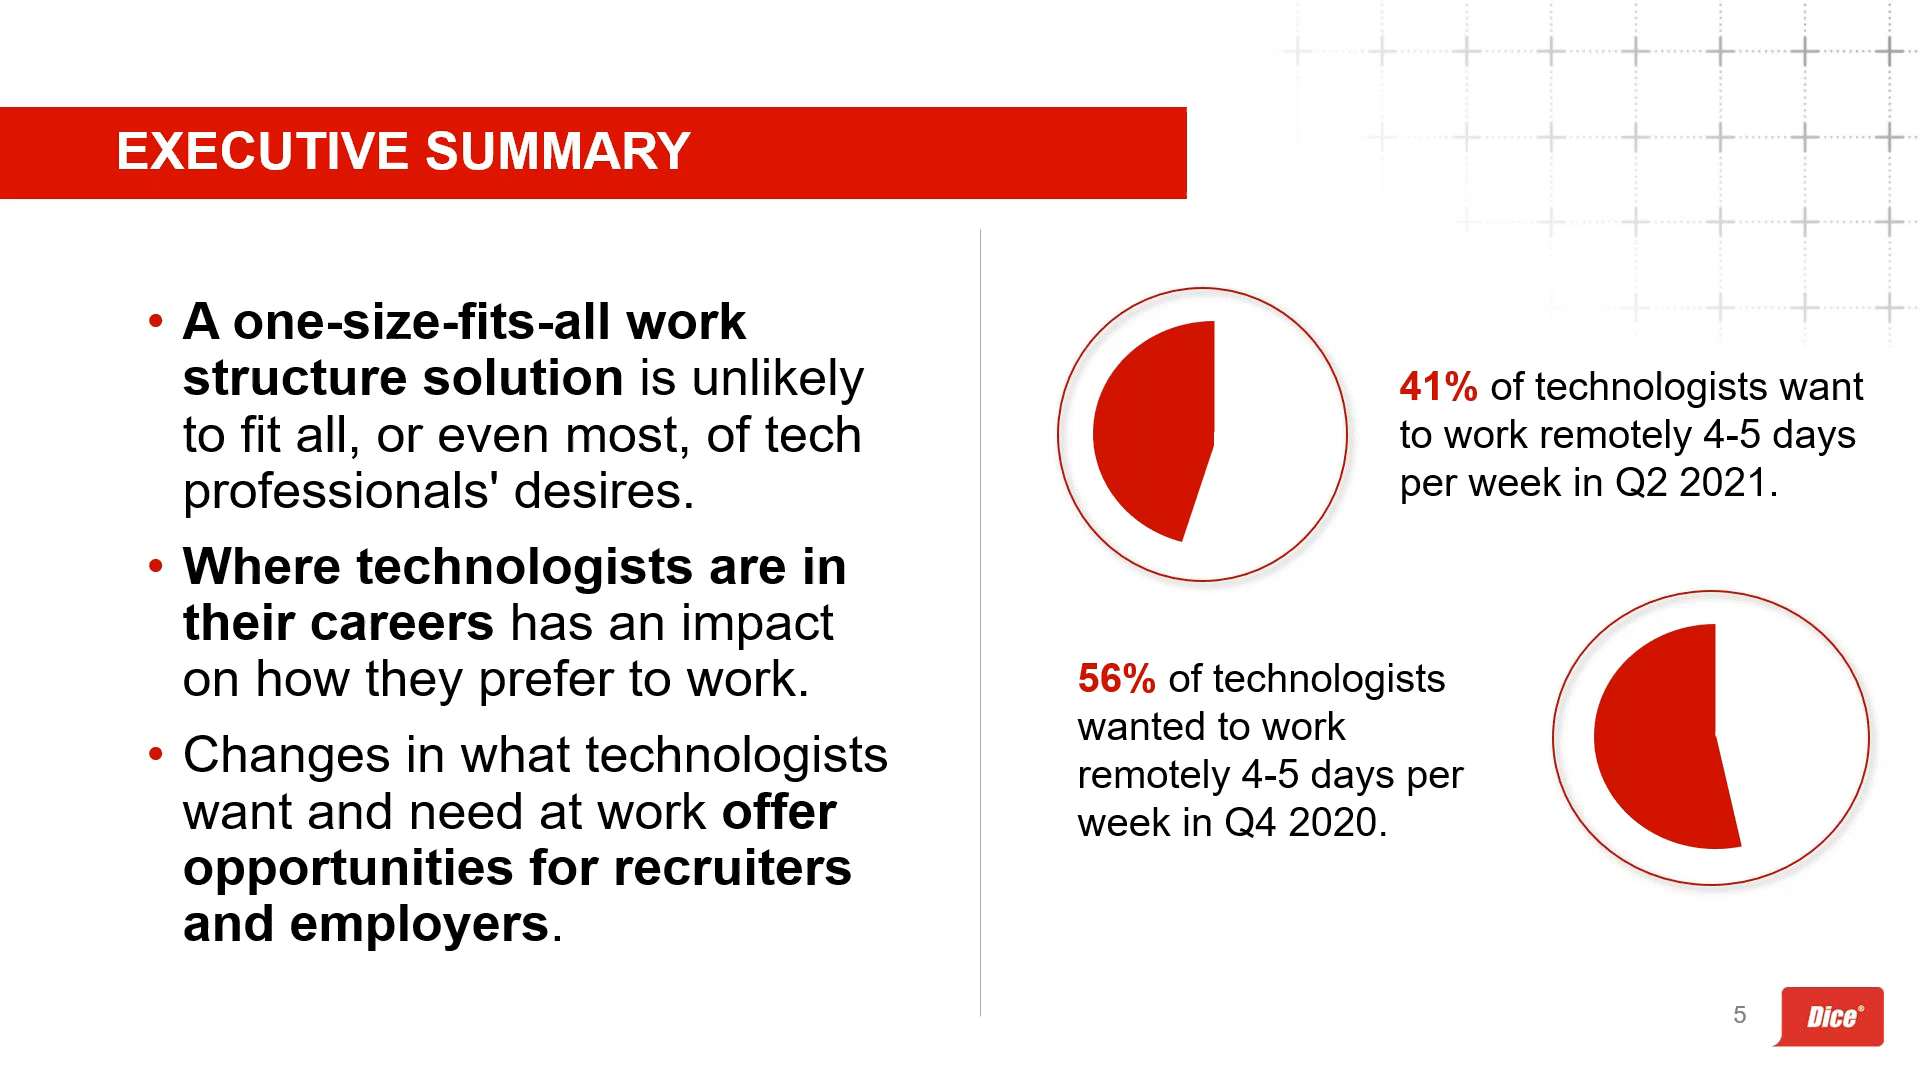 EXECUTIVE SUMMARY
• A one-size-fits-all work
structure solution is unlikely
to fit all, or even most, of tech
professionals' desires.
• Where technologists are in
their careers has an impact
on how they prefer to work.
• Changes in what technologists
want and need at work offer
opportunities for recruiters
and employers.
41% of technologists want
to work remotely 4-5 days
per week in Q2 2021.
56% of technologists
wanted to work
remotely 4-5 days per
week in Q4 2020.
5
Dice®